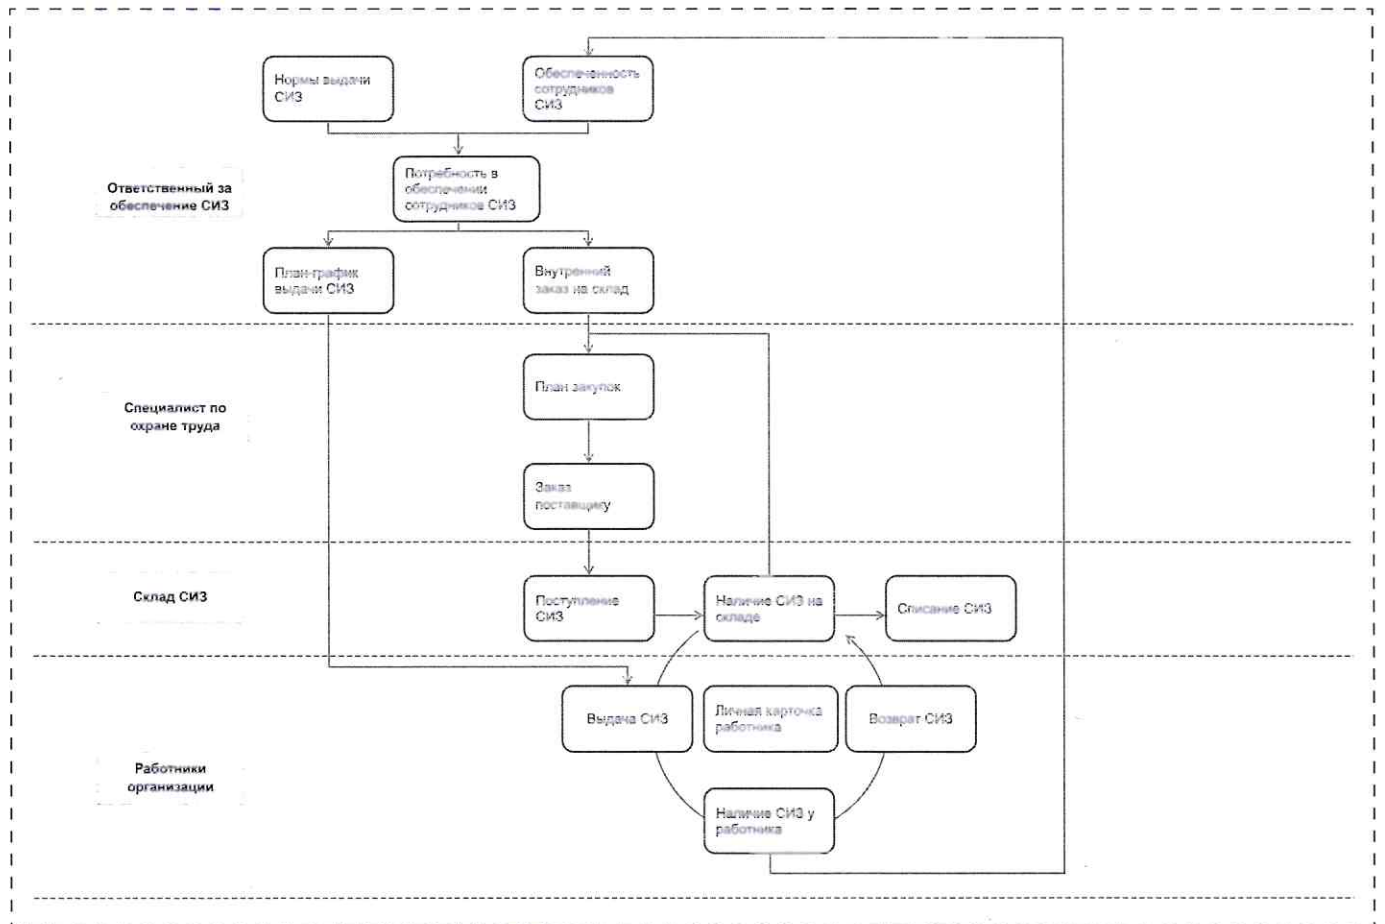 Нормы выдачи
СИЗ
Обеспеченность
сотрудников
СИЗ
Ответственный за
обеспечение СИЗ
Потребность в
обеспечении
сотрудников СИЗ
План-график
выдачи СИЗ
Внутренний
заказ на склад
Специалист по
охране труда
План закупок
Заказ
поставщику
Склад СИЗ
Поступление
СИЗ
Наличие СИЗ на
складе
Списание СИЗ
Работники
организации
Выдача СИЗ
Личная карточка
работника
Возврат СИЗ
Наличие СИЗ у
работника